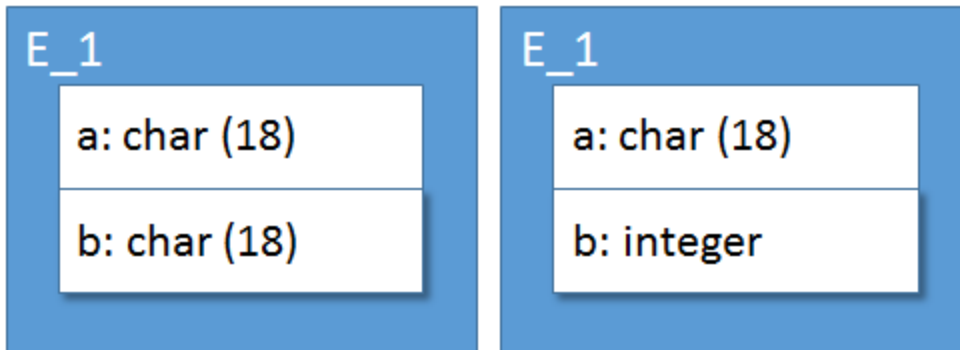 E_1
a: char (18)
b: char (18)
E_1
a: char (18)
b: integer